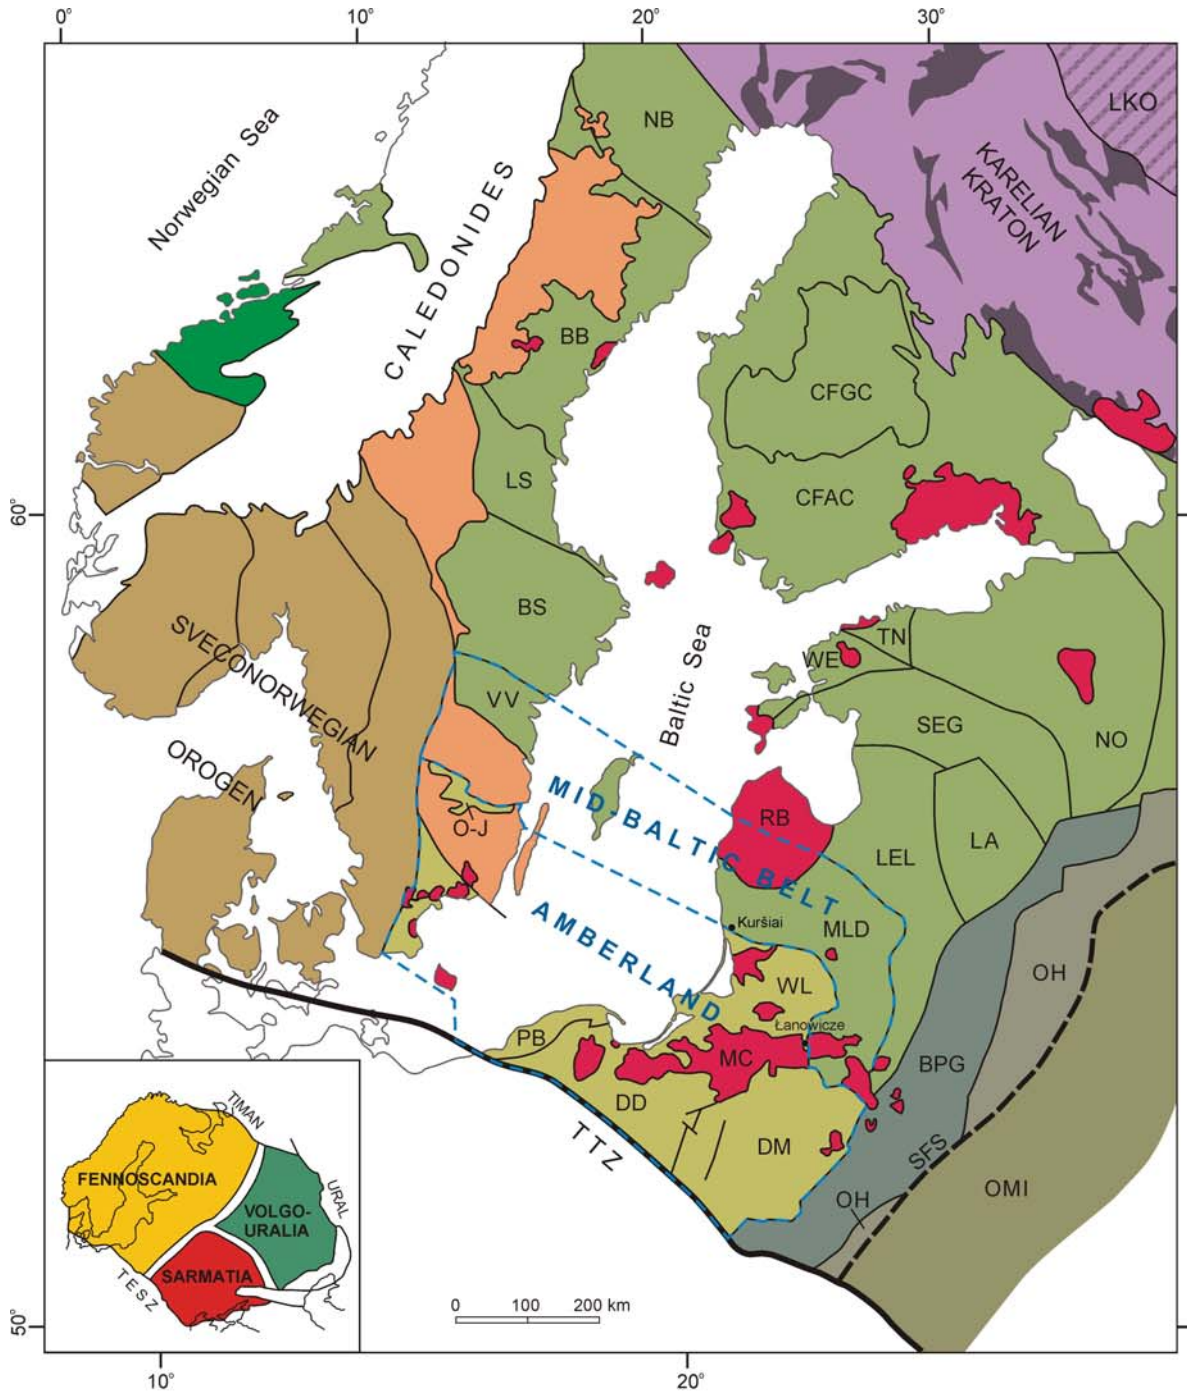 0°
10°
20°
30°
LKO
NB
Norwegian Sea
KARELIAN
KRATON
CALEDONIDES
BB
CFGC
LS
CFAC
60°
BS
TN
WE
SVECONORWEGIAN
OROGEN
Baltic Sea
VV
SEG
NO
MID-BALTIC BELT
RB
O-J
LA
LEL
AMBERLAND
Kuršiai
MLD
OH
WL
Łanowicze
PB
MC
BPG
DD
TTZ
DM
SFS
OH
OMI
TIMAN
FENNOSCANDIA
URAL
VOLGO-
URALIA
SARMATIA
TESZ
0 100 200 km
50°
10°
20°